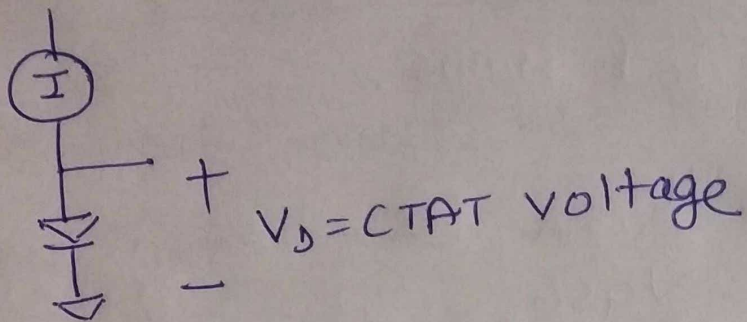 I
+
V_D = CTAT voltage
-